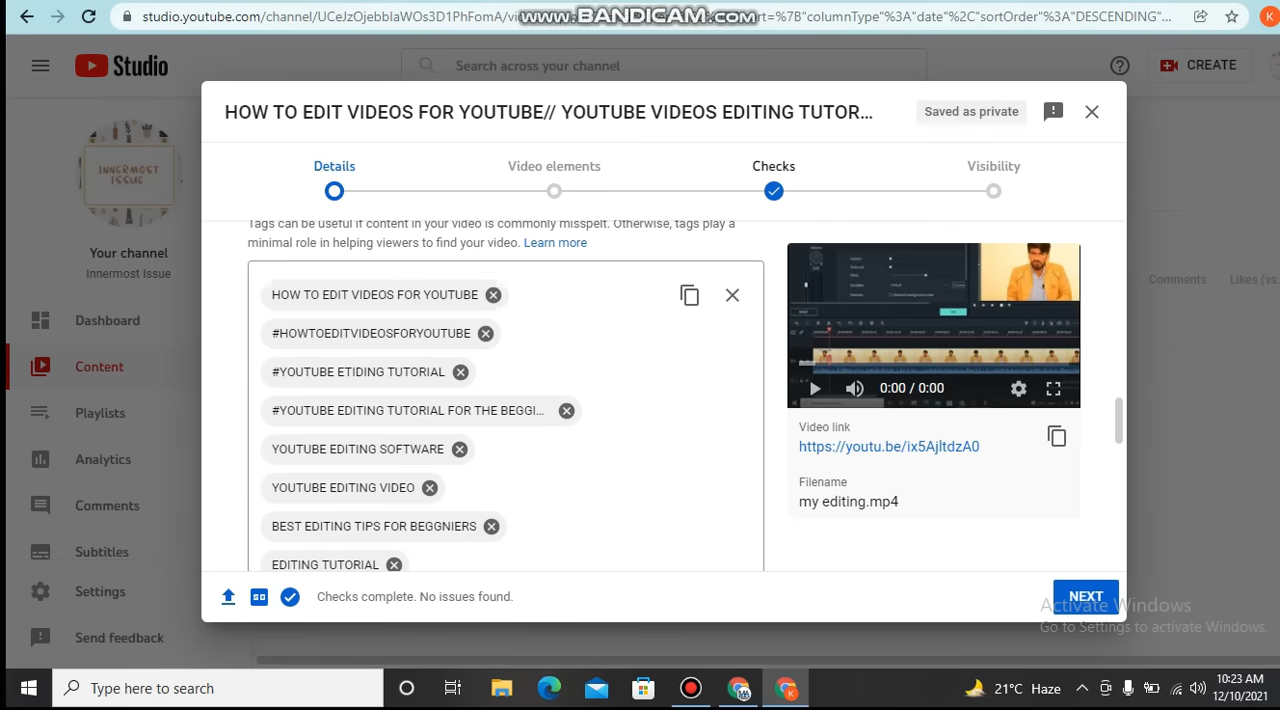 studio.youtube.com/channel/UCeJzOjebbIaWOs3D1PhFomA/vi
www.BANDICAM.com
ort=%7B"columnType"%3A"date"%2C"sortOrder"%3A"DESCENDING"...
K
Studio
Search across your channel
CREATE
HOW TO EDIT VIDEOS FOR YOUTUBE// YOUTUBE VIDEOS EDITING TUTOR...
Saved as private
Details
Video elements
Checks
Visibility
INNERMOST
ISSUE
Your channel
Innermost Issue
Dashboard
Content
Playlists
Analytics
Comments
Subtitles
Settings
Send feedback
Tags can be useful if content in your video is commonly misspelt. Otherwise, tags play a
minimal role in helping viewers to find your video. Learn more
HOW TO EDIT VIDEOS FOR YOUTUBE
#HOWTOEDITVIDEOSFORYOUTUBE
#YOUTUBE ETIDING TUTORIAL
#YOUTUBE EDITING TUTORIAL FOR THE BEGGI...
YOUTUBE EDITING SOFTWARE
YOUTUBE EDITING VIDEO
BEST EDITING TIPS FOR BEGGNIERS
EDITING TUTORIAL
0:00 / 0:00
Video link
https://youtu.be/ix5AjltdzA0
Filename
my editing.mp4
Comments
Likes (vs.
SD
Checks complete. No issues found.
NEXT
Activate Windows
Go to Settings to activate Windows.
Type here to search
K
21°C Haze
10:23 AM
12/10/2021